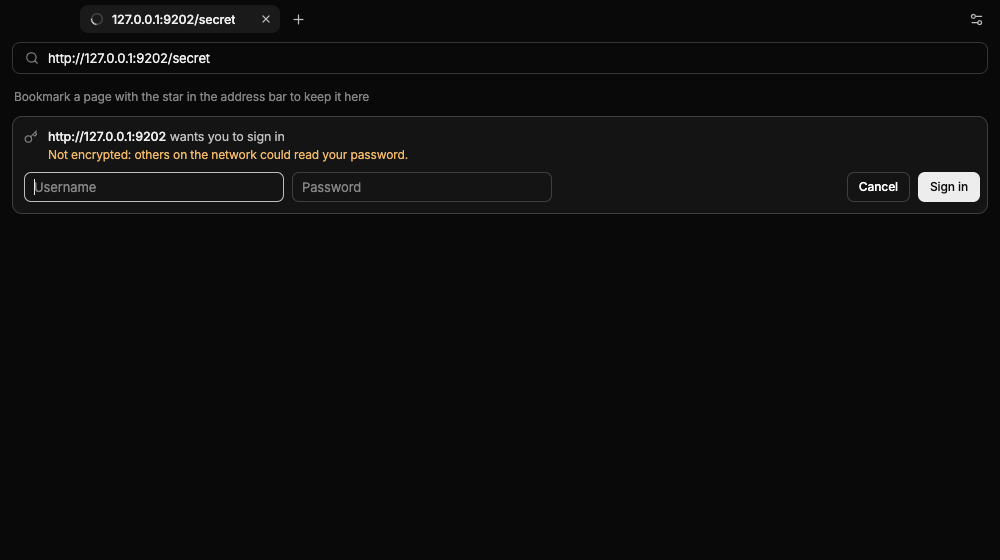 127.0.0.1:9202/secret
http://127.0.0.1:9202/secret
Bookmark a page with the star in the address bar to keep it here
http://127.0.0.1:9202 wants you to sign in
Not encrypted: others on the network could read your password.
Username Password Cancel Sign in